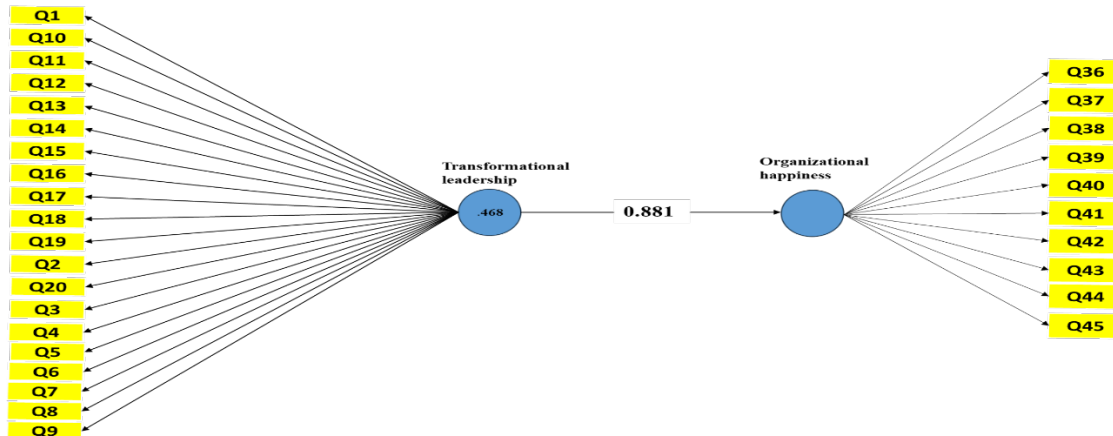 Q1
Q10
Q11
Q12
Q13
Q14
Q15
Q16
Q17
Q18
Q19
Q2
Q20
Q3
Q4
Q5
Q6
Q7
Q8
Q9
Transformational
leadership
.468
0.881
Organizational
happiness
Q36
Q37
Q38
Q39
Q40
Q41
Q42
Q43
Q44
Q45